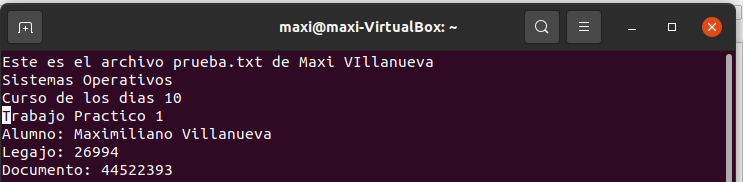 maxi@maxi-VirtualBox: ~
Este es el archivo prueba.txt de Maxi VIllanueva
Sistemas Operativos
Curso de los dias 10
Trabajo Practico 1
Alumno: Maximiliano Villanueva
Legajo: 26994
Documento: 44522393